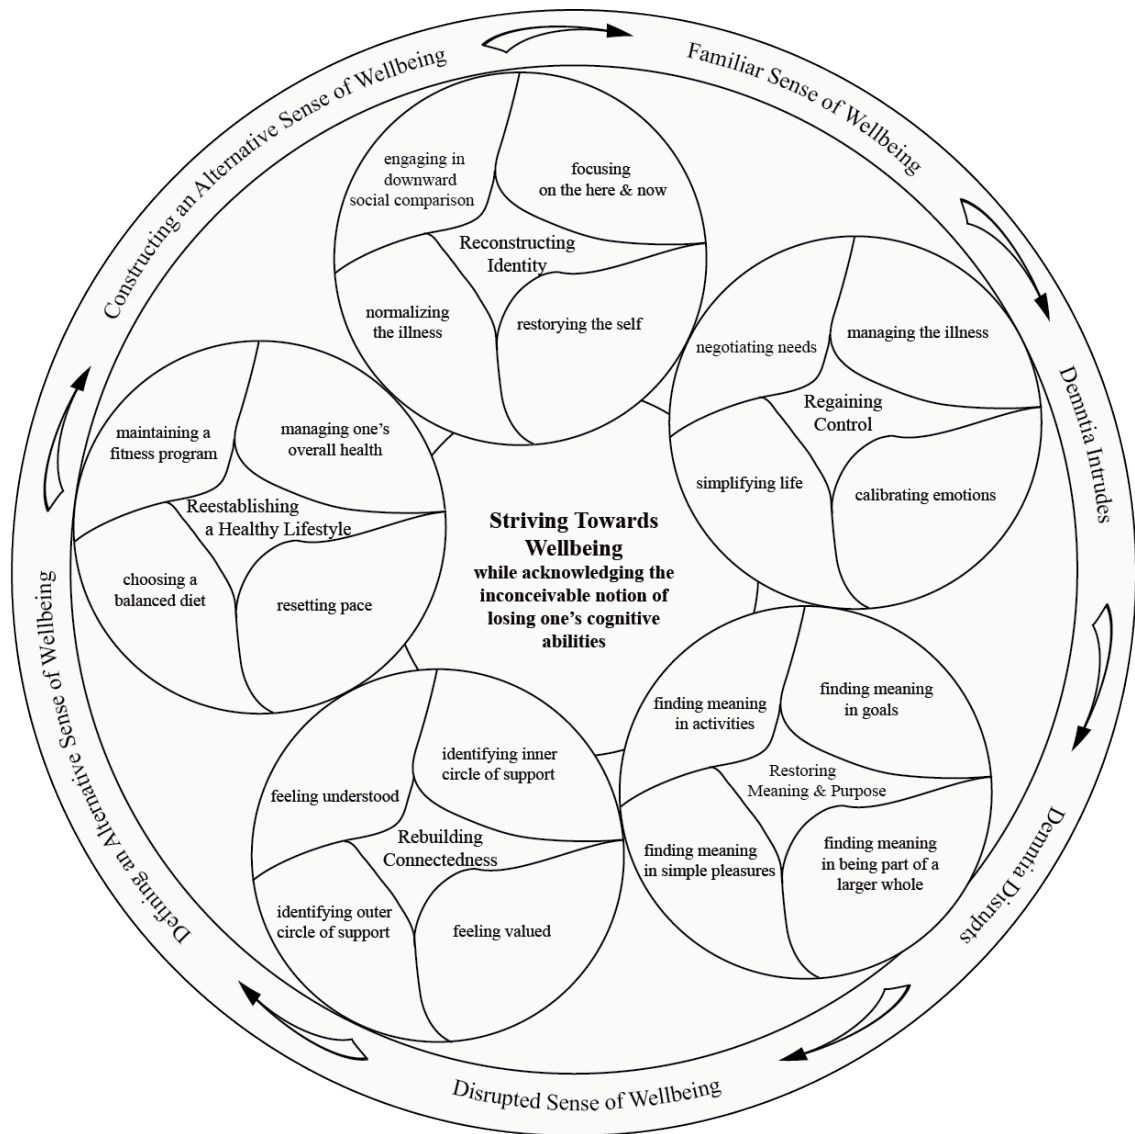 Familiar Sense of Wellbeing
Demntia Intrudes
Demntia Disrupts
Disrupted Sense of Wellbeing
Defining an Alternative Sense of Wellbeing
Constructing an Alternative Sense of Wellbeing
engaging in
downward
social comparison
focusing
on the here & now
Reconstructing
Identity
normalizing
the illness
restorying the self
negotiating needs
managing the illness
Regaining
Control
simplifying life
calibrating emotions
maintaining a
fitness program
managing one’s
overall health
Reestablishing
a Healthy Lifestyle
choosing a
balanced diet
resetting pace
Striving Towards
Wellbeing
while acknowledging the
inconceivable notion of
losing one’s cognitive
abilities
finding meaning
in activities
finding meaning
in goals
Restoring
Meaning & Purpose
finding meaning
in simple pleasures
finding meaning
in being part of a
larger whole
feeling understood
identifying inner
circle of support
Rebuilding
Connectedness
identifying outer
circle of support
feeling valued